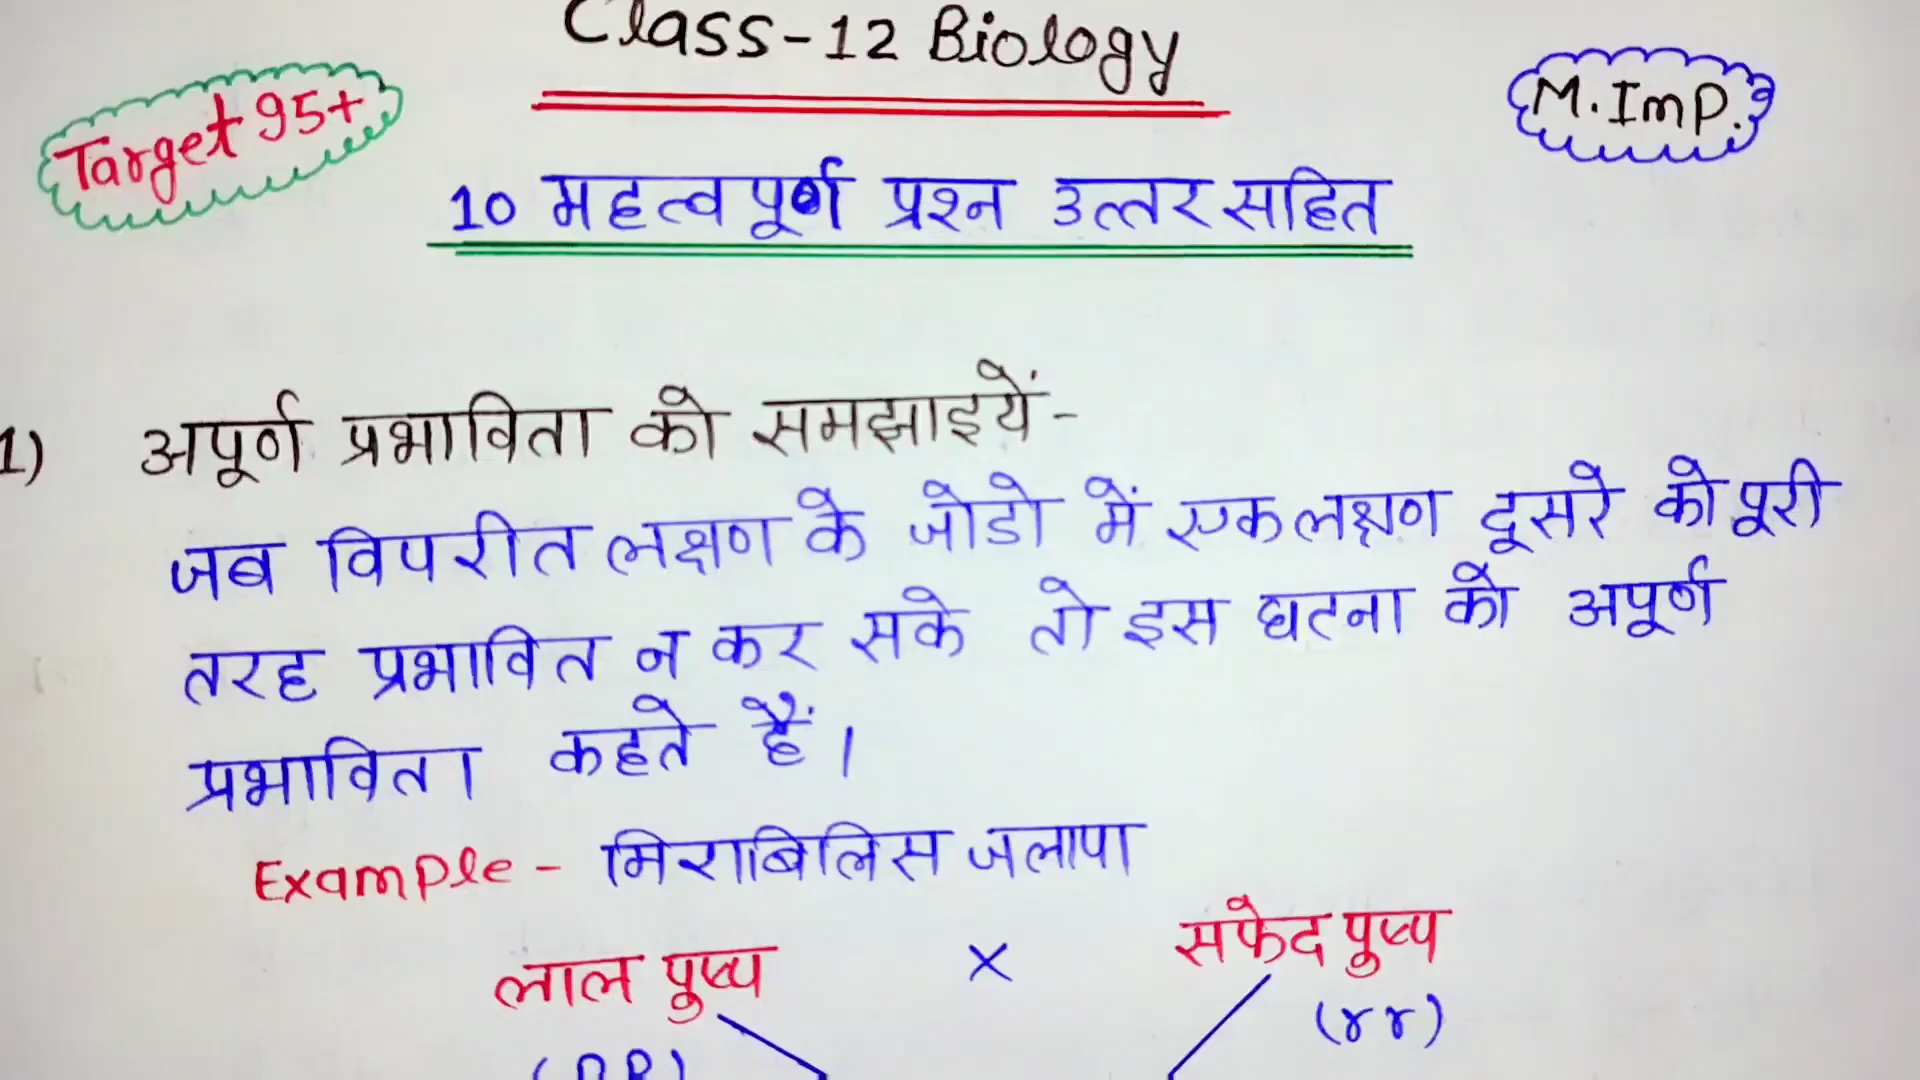 Class-12 Biology
Target 95+
M.Imp.
10 महत्वपूर्ण प्रश्न उत्तर सहित
1) अपूर्ण प्रभाविता को समझाइयें-
जब विपरीत लक्षण के जोडो में एक लक्षण दूसरे को पूरी
तरह प्रभावित न कर सके तो इस घटना को अपूर्ण
प्रभाविता कहते हैं।
Example - मिराबिलिस जलापा
लाल पुष्प × सफेद पुष्प
(rr)